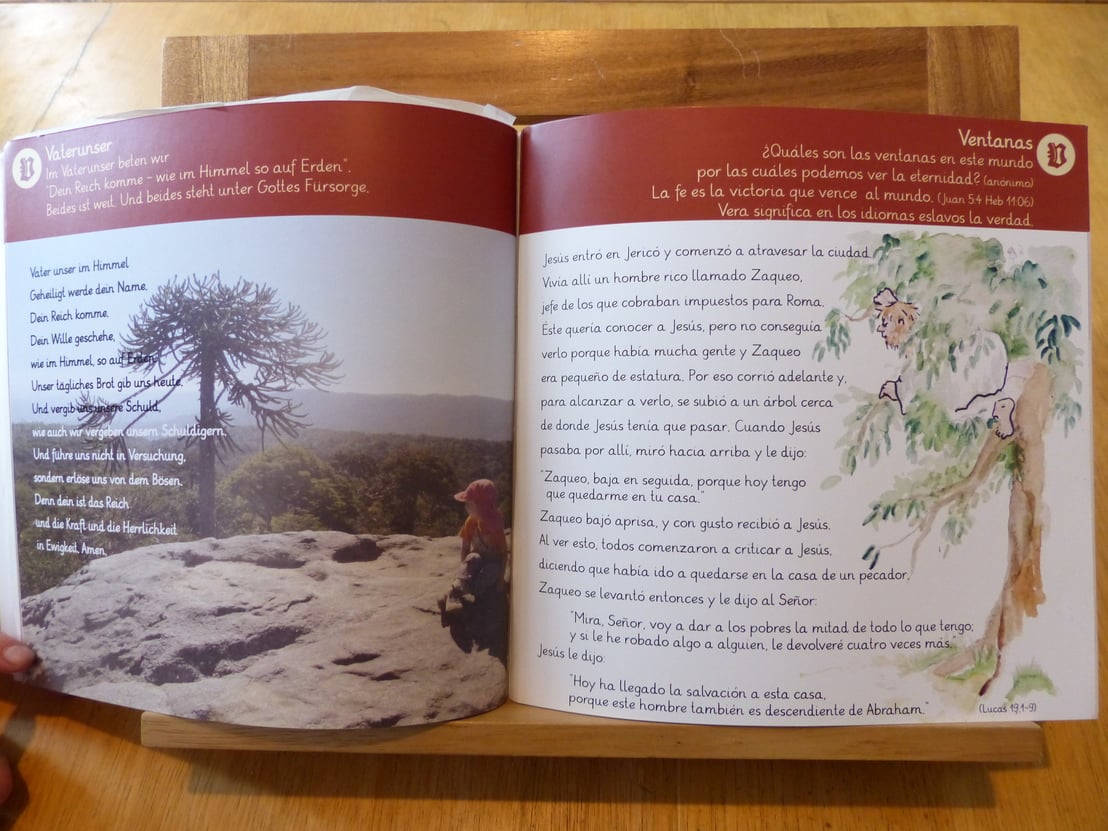 V
Vaterunser
Im Vaterunser beten wir
"Dein Reich komme – wie im Himmel so auf Erden".
Beides ist weit. Und beides steht unter Gottes Fürsorge.
Vater unser im Himmel
Geheiligt werde dein Name.
Dein Reich komme.
Dein Wille geschehe,
wie im Himmel, so auf Erden.
Unser tägliches Brot gib uns heute.
Und vergib uns unsere Schuld,
wie auch wir vergeben unsern Schuldigern.
Und führe uns nicht in Versuchung,
sondern erlöse uns von dem Bösen.
Denn dein ist das Reich
und die Kraft und die Herrlichkeit
in Ewigkeit. Amen.
Ventanas
V
¿Quáles son las ventanas en este mundo
por las cuáles podemos ver la eternidad? (anónimo)
La fe es la victoria que vence al mundo. (Juan 5:4 Heb 11:06)
Vera significa en los idiomas eslavos la verdad.
Jesús entró en Jericó y comenzó a atravesar la ciudad.
Vivía allí un hombre rico llamado Zaqueo,
jefe de los que cobraban impuestos para Roma.
Éste quería conocer a Jesús, pero no conseguía
verlo porque había mucha gente y Zaqueo
era pequeño de estatura. Por eso corrió adelante y,
para alcanzar a verlo, se subió a un árbol cerca
de donde Jesús tenía que pasar. Cuando Jesús
pasaba por allí, miró hacia arriba y le dijo:
"Zaqueo, baja en seguida, porque hoy tengo
que quedarme en tu casa."
Zaqueo bajó aprisa, y con gusto recibió a Jesús.
Al ver esto, todos comenzaron a criticar a Jesús,
diciendo que había ido a quedarse en la casa de un pecador.
Zaqueo se levantó entonces y le dijo al Señor:
"Mira, Señor, voy a dar a los pobres la mitad de todo lo que tengo;
y si le he robado algo a alguien, le devolveré cuatro veces más."
Jesús le dijo:
"Hoy ha llegado la salvación a esta casa,
porque este hombre también es descendiente de Abraham."
(Lucas 19,1-9)